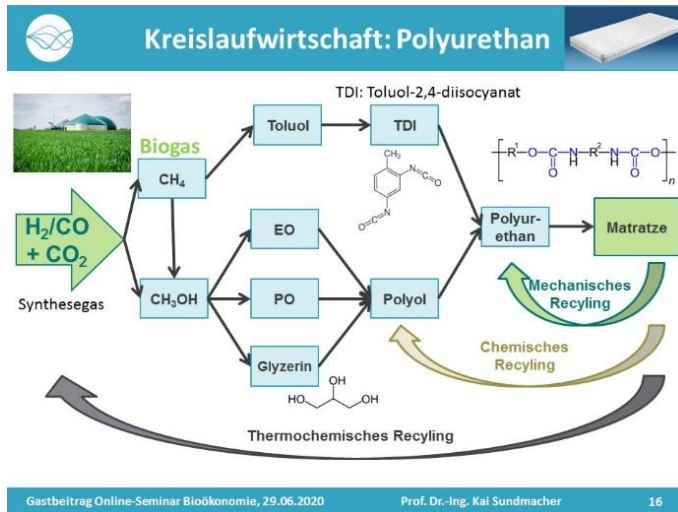 Kreislaufwirtschaft: Polyurethan
TDI: Toluol-2,4-diisocyanat
Biogas
Toluol
TDI
CH₄
CH₃
N=C=O
O=C=N
R¹ O C N R² N C O n
O H H O
H₂/CO
+ CO₂
EO
Polyur-
ethan
Matratze
Synthesegas
CH₃OH
PO
Polyol
Mechanisches
Recyling
Chemisches
Recyling
Glyzerin
OH
HO OH
Thermochemisches Recyling
Gastbeitrag Online-Seminar Bioökonomie, 29.06.2020 Prof. Dr.-Ing. Kai Sundmacher 16